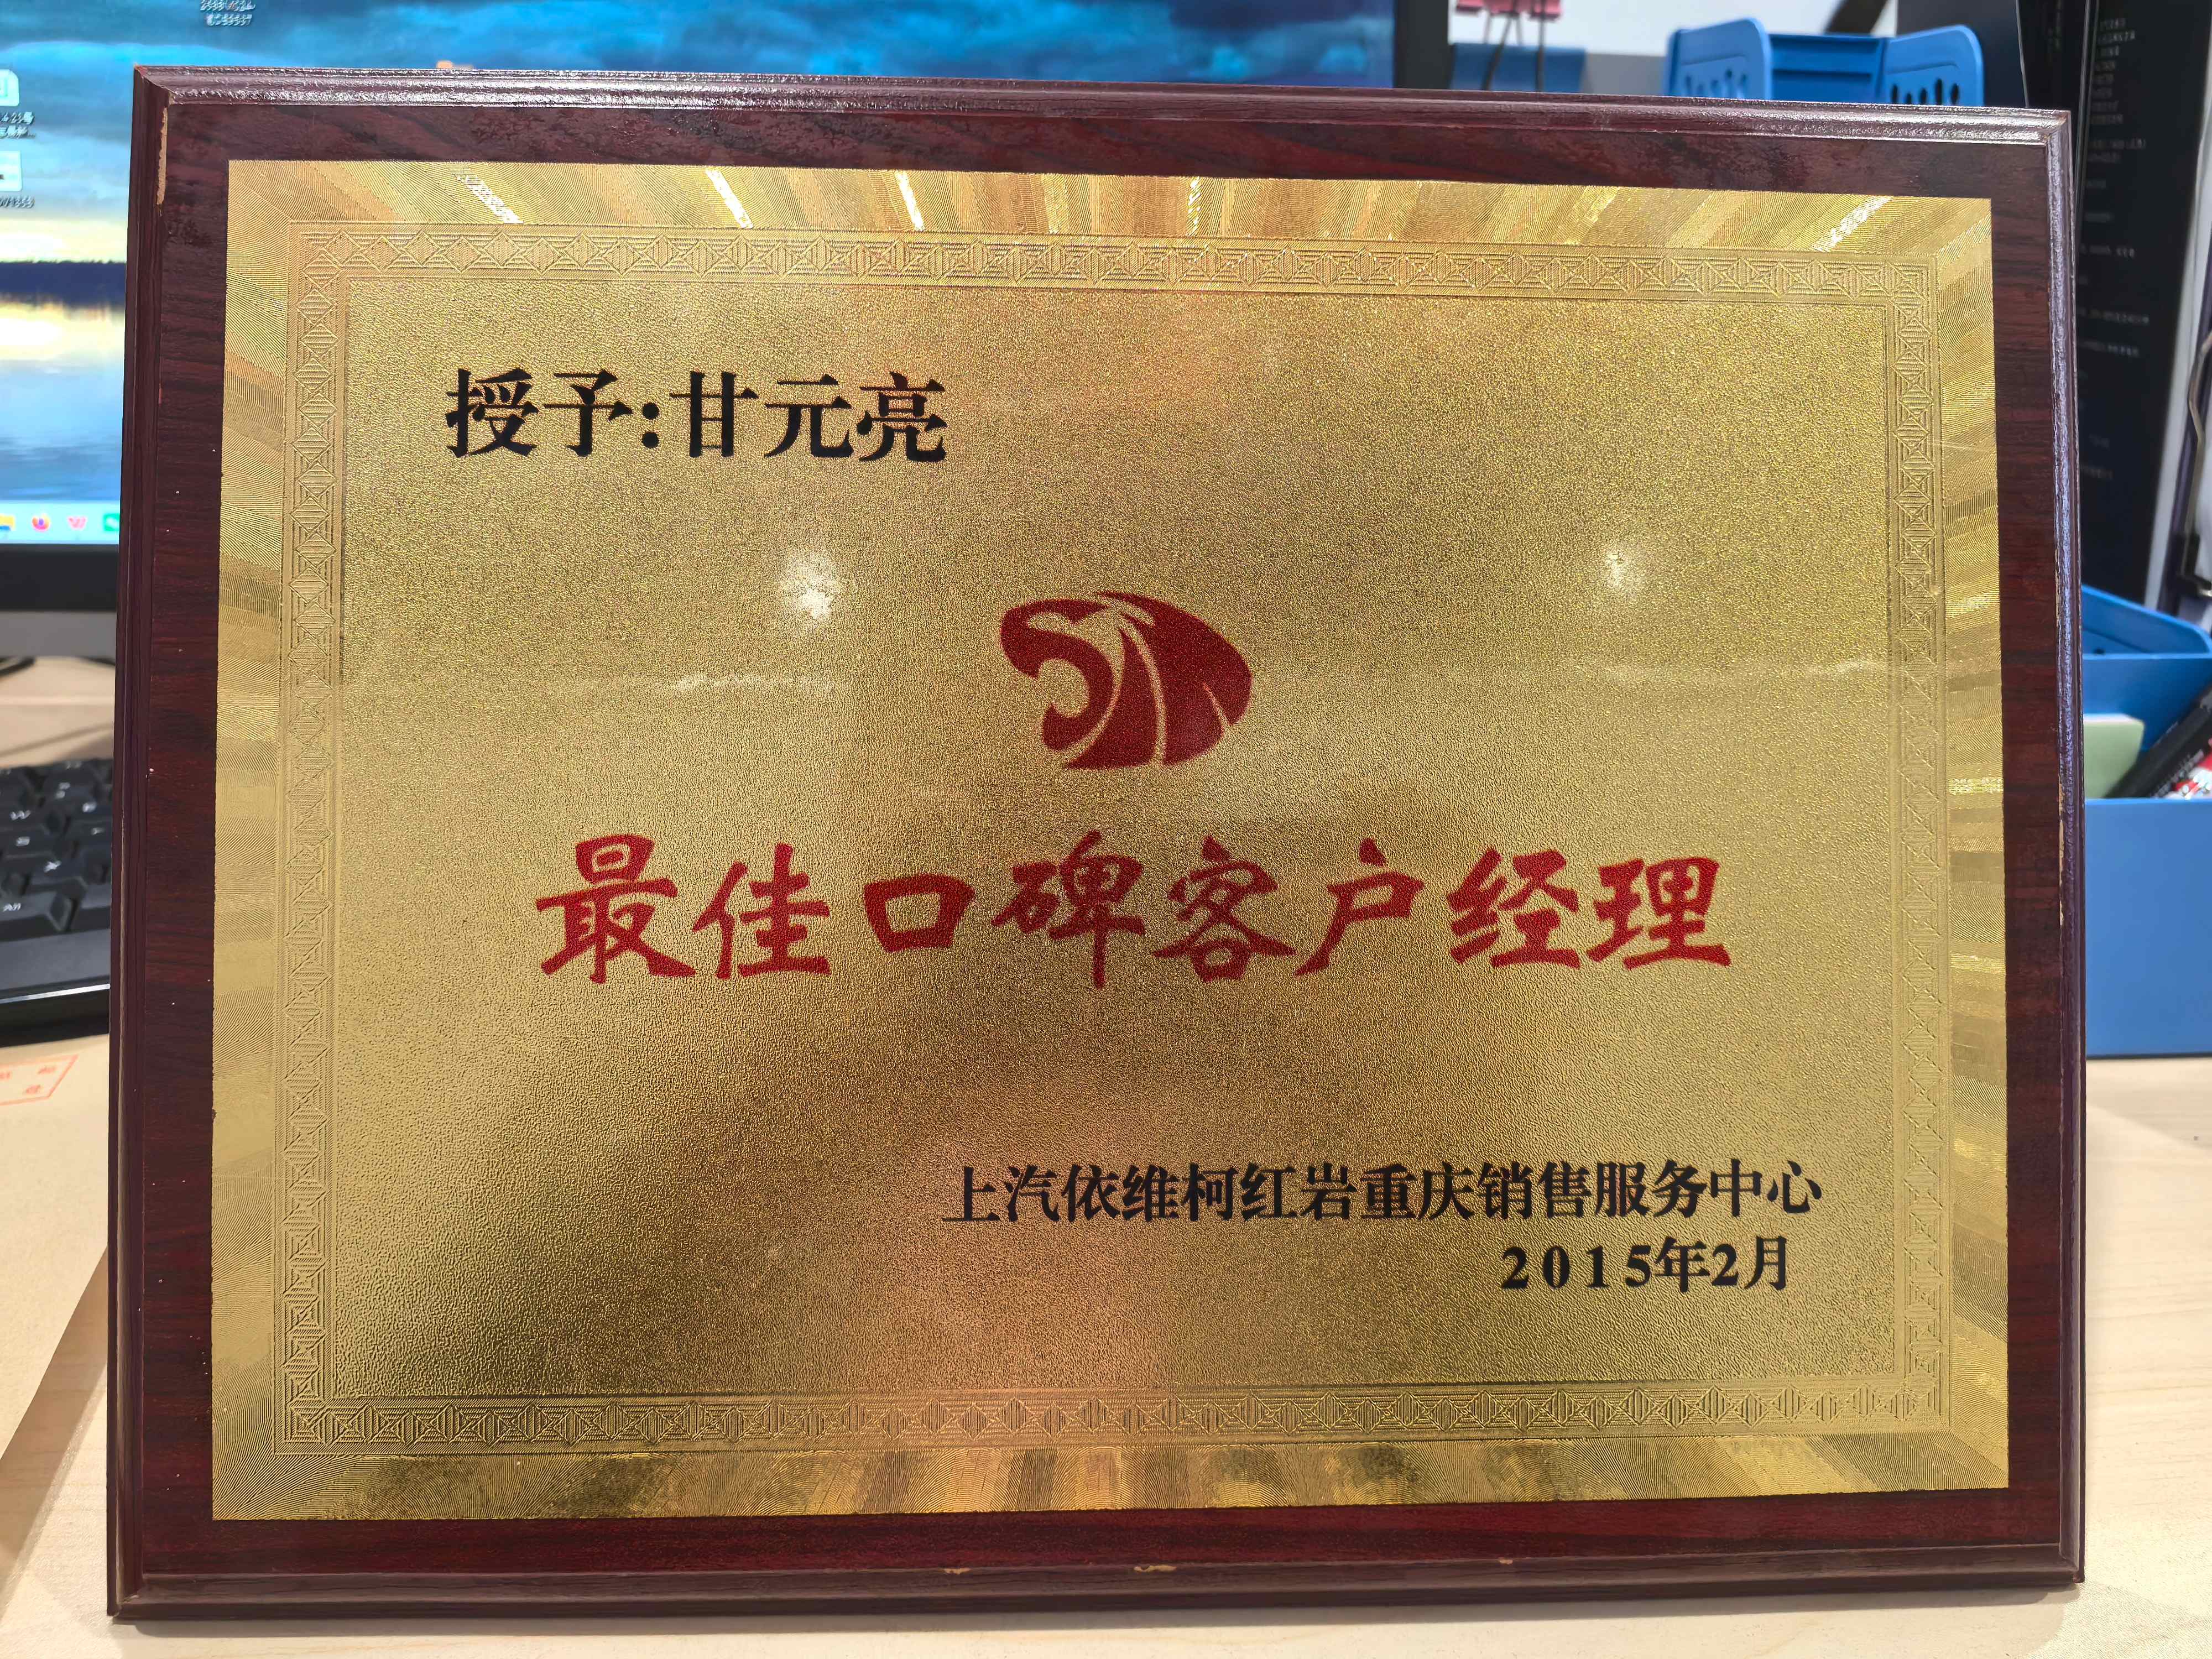 授予:甘元亮
最佳口碑客户经理
上汽依维柯红岩重庆销售服务中心
2015年2月